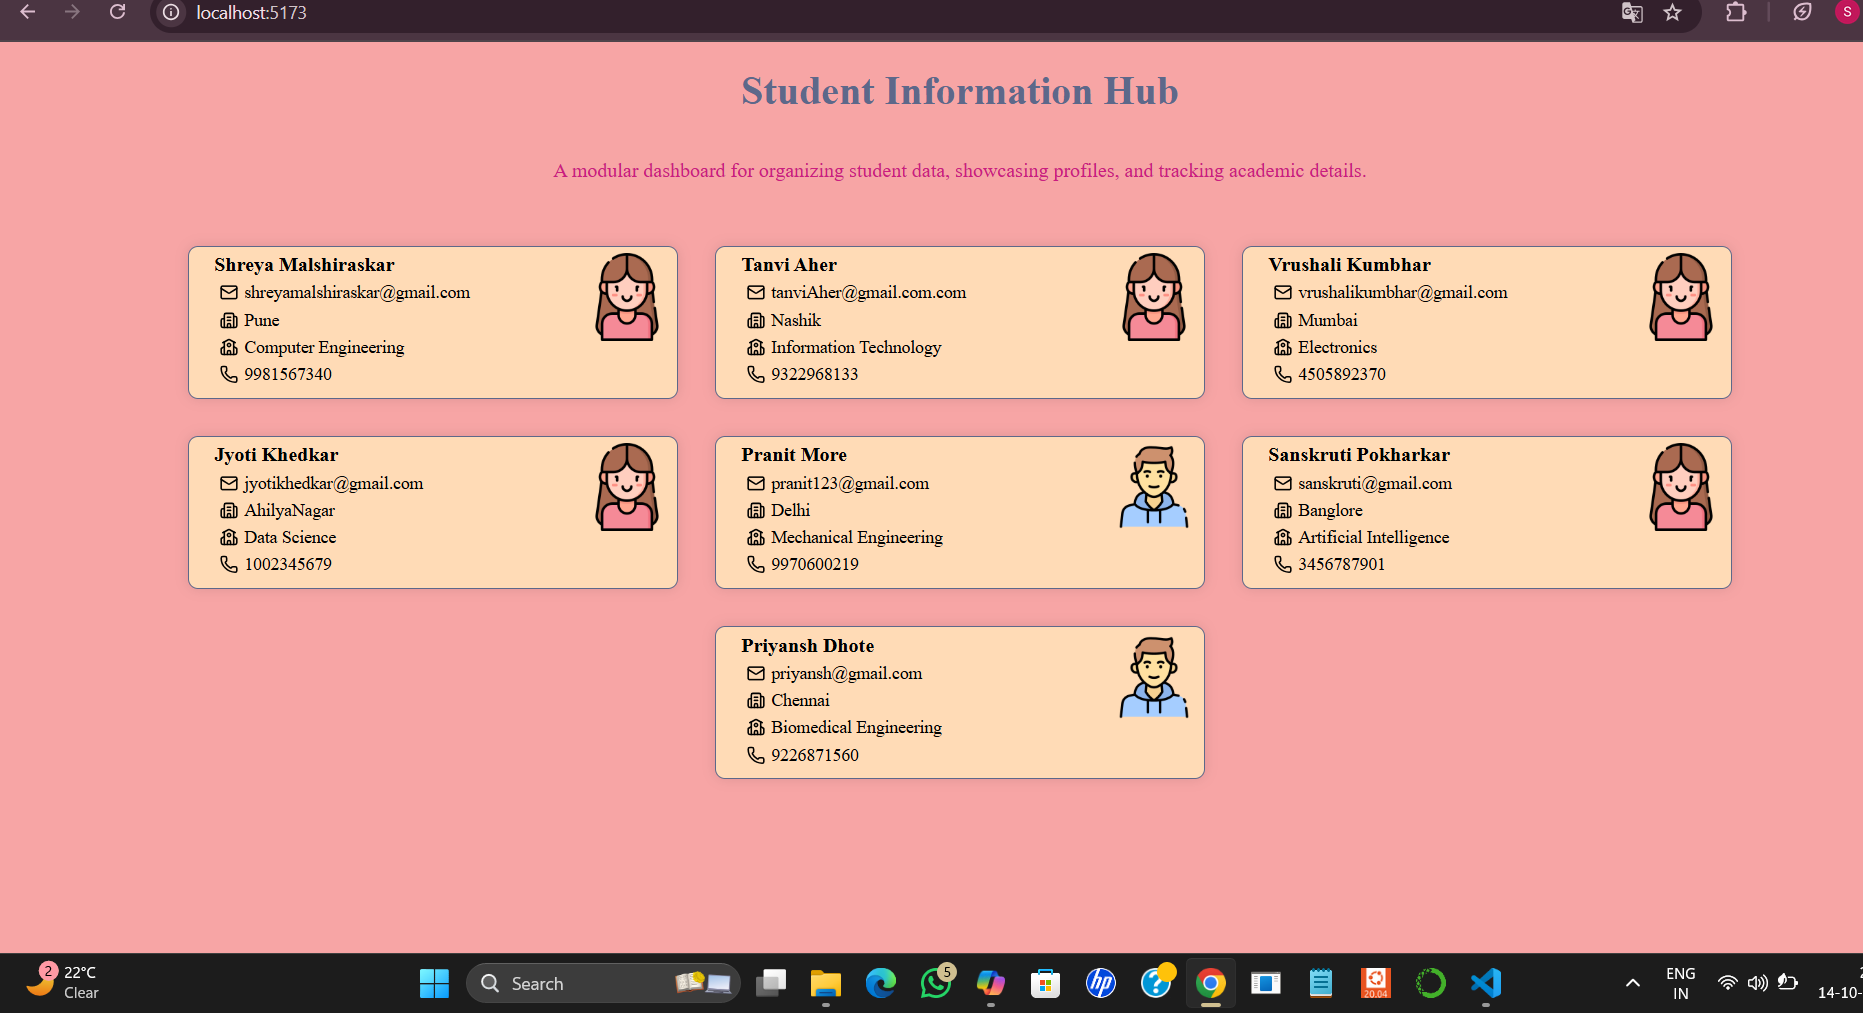 localhost:5173
S
Student Information Hub
A modular dashboard for organizing student data, showcasing profiles, and tracking academic details.
Shreya Malshiraskar
shreyamalshiraskar@gmail.com
Pune
Computer Engineering
9981567340
Tanvi Aher
tanviAher@gmail.com.com
Nashik
Information Technology
9322968133
Vrushali Kumbhar
vrushalikumbhar@gmail.com
Mumbai
Electronics
4505892370
Jyoti Khedkar
jyotikhedkar@gmail.com
AhilyaNagar
Data Science
1002345679
Pranit More
pranit123@gmail.com
Delhi
Mechanical Engineering
9970600219
Sanskruti Pokharkar
sanskruti@gmail.com
Banglore
Artificial Intelligence
3456787901
Priyansh Dhote
priyansh@gmail.com
Chennai
Biomedical Engineering
9226871560
2
22°C
Clear
Search
5
hp
?
20.04
ENG
IN
14-10-